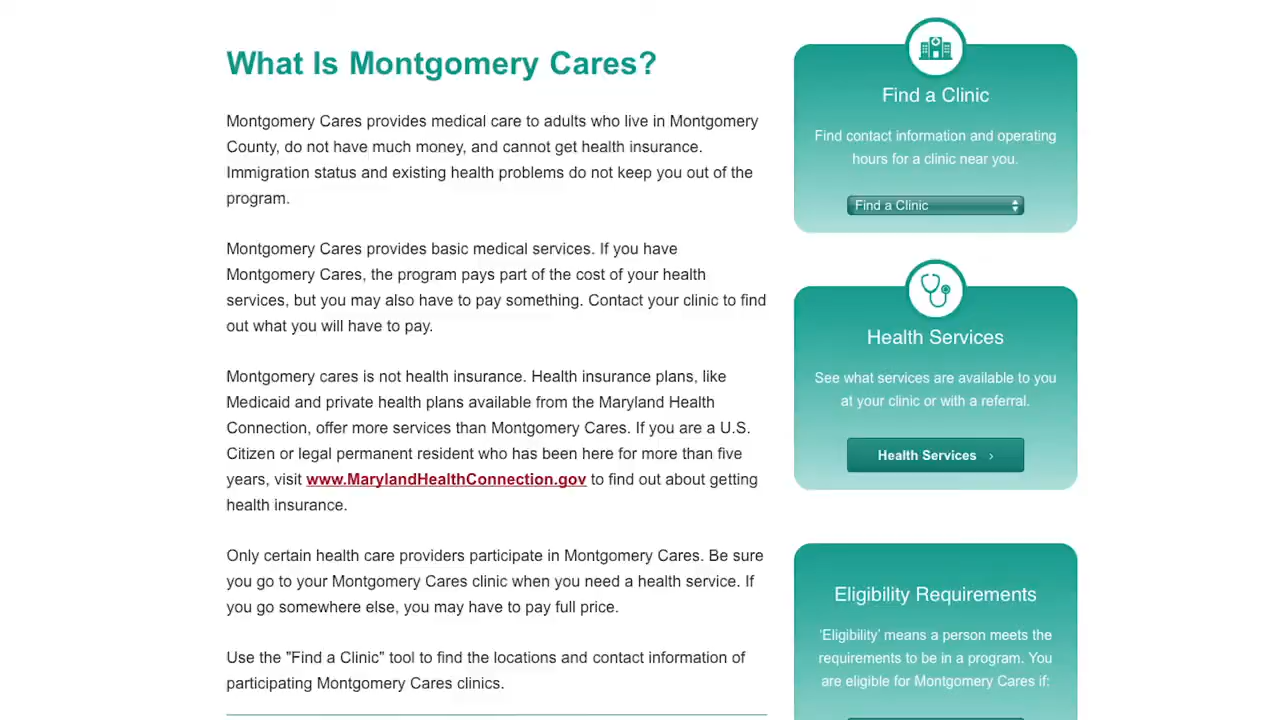 What Is Montgomery Cares?
Montgomery Cares provides medical care to adults who live in Montgomery
County, do not have much money, and cannot get health insurance.
Immigration status and existing health problems do not keep you out of the
program.
Montgomery Cares provides basic medical services. If you have
Montgomery Cares, the program pays part of the cost of your health
services, but you may also have to pay something. Contact your clinic to find
out what you will have to pay.
Montgomery cares is not health insurance. Health insurance plans, like
Medicaid and private health plans available from the Maryland Health
Connection, offer more services than Montgomery Cares. If you are a U.S.
Citizen or legal permanent resident who has been here for more than five
years, visit www.MarylandHealthConnection.gov to find out about getting
health insurance.
Only certain health care providers participate in Montgomery Cares. Be sure
you go to your Montgomery Cares clinic when you need a health service. If
you go somewhere else, you may have to pay full price.
Use the "Find a Clinic" tool to find the locations and contact information of
participating Montgomery Cares clinics.
Find a Clinic
Find contact information and operating
hours for a clinic near you.
Find a Clinic
Health Services
See what services are available to you
at your clinic or with a referral.
Health Services ›
Eligibility Requirements
‘Eligibility’ means a person meets the
requirements to be in a program. You
are eligible for Montgomery Cares if: